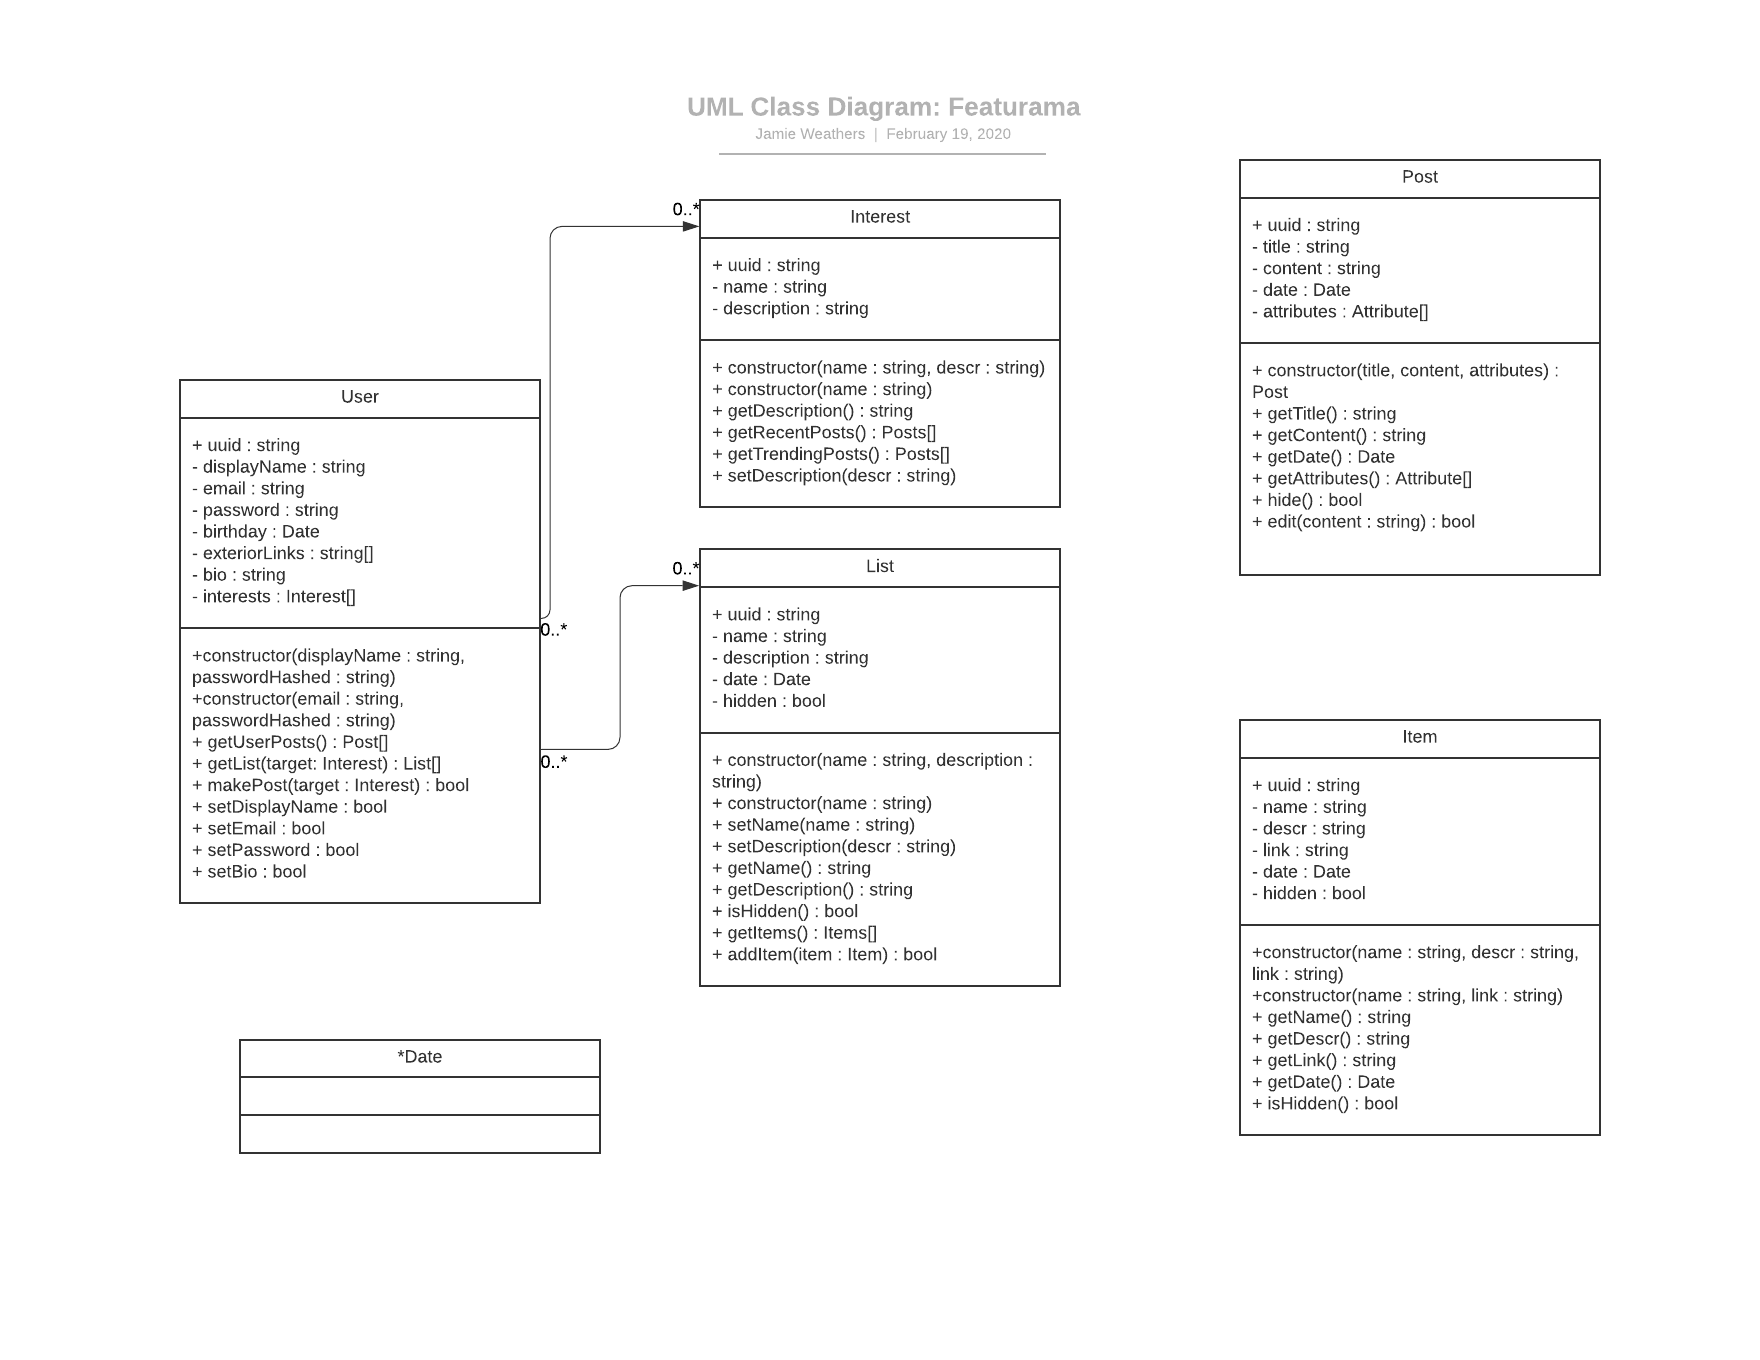 UML Class Diagram: Featurama
Jamie Weathers | February 19, 2020
User
+ uuid : string
- displayName : string
- email : string
- password : string
- birthday : Date
- exteriorLinks : string[]
- bio : string
- interests : Interest[]
+constructor(displayName : string,
passwordHashed : string)
+constructor(email : string,
passwordHashed : string)
+ getUserPosts() : Post[]
+ getList(target: Interest) : List[]
+ makePost(target : Interest) : bool
+ setDisplayName : bool
+ setEmail : bool
+ setPassword : bool
+ setBio : bool
0..*
0..*
0..*
Interest
+ uuid : string
- name : string
- description : string
+ constructor(name : string, descr : string)
+ constructor(name : string)
+ getDescription() : string
+ getRecentPosts() : Posts[]
+ getTrendingPosts() : Posts[]
+ setDescription(descr : string)
0..*
List
+ uuid : string
- name : string
- description : string
- date : Date
- hidden : bool
+ constructor(name : string, description :
string)
+ constructor(name : string)
+ setName(name : string)
+ setDescription(descr : string)
+ getName() : string
+ getDescription() : string
+ isHidden() : bool
+ getItems() : Items[]
+ addItem(item : Item) : bool
Post
+ uuid : string
- title : string
- content : string
- date : Date
- attributes : Attribute[]
+ constructor(title, content, attributes) :
Post
+ getTitle() : string
+ getContent() : string
+ getDate() : Date
+ getAttributes() : Attribute[]
+ hide() : bool
+ edit(content : string) : bool
Item
+ uuid : string
- name : string
- descr : string
- link : string
- date : Date
- hidden : bool
+constructor(name : string, descr : string,
link : string)
+constructor(name : string, link : string)
+ getName() : string
+ getDescr() : string
+ getLink() : string
+ getDate() : Date
+ isHidden() : bool
*Date